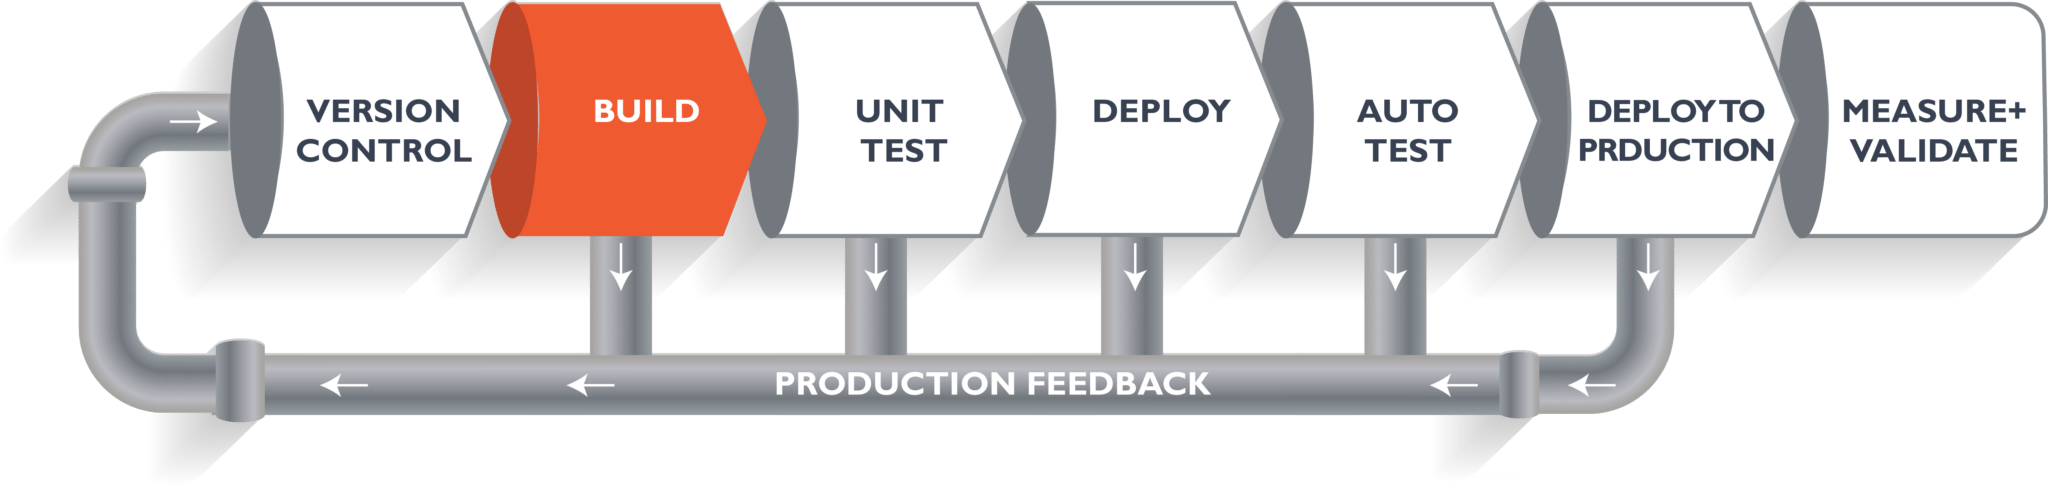 VERSION
CONTROL
BUILD
UNIT
TEST
DEPLOY
AUTO
TEST
DEPLOY TO
PRDUCTION
MEASURE+
VALIDATE
PRODUCTION FEEDBACK